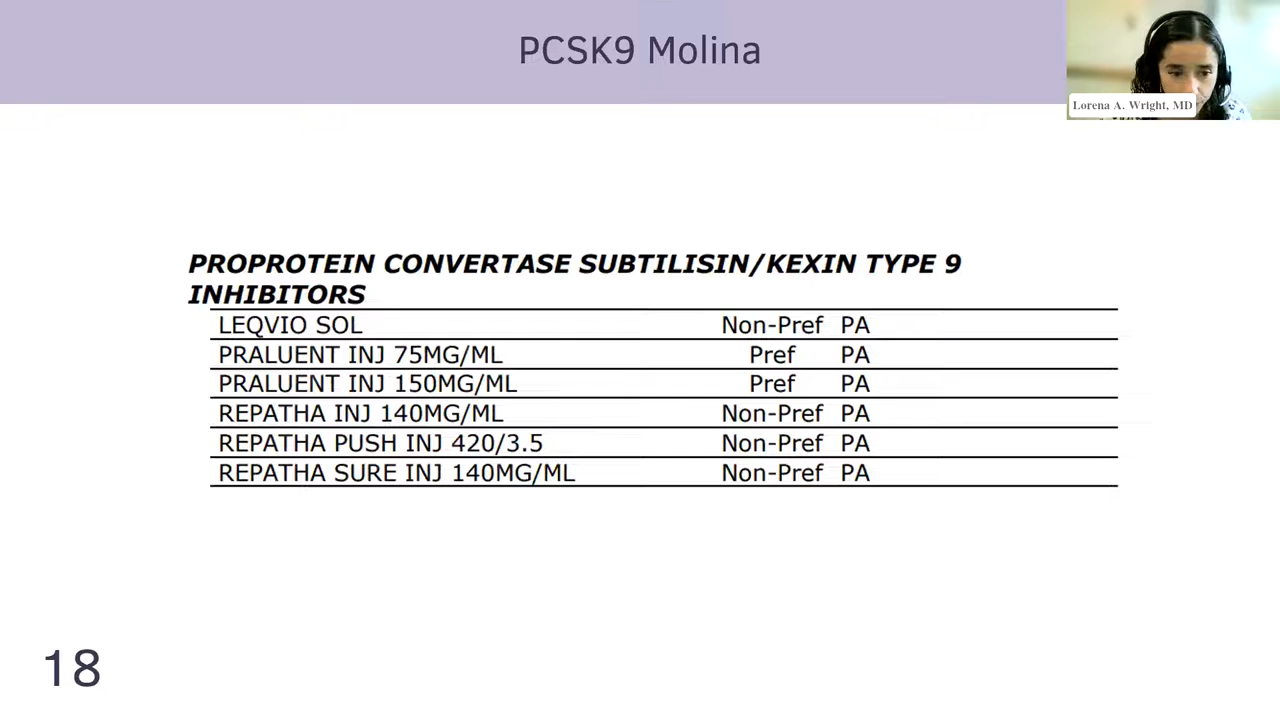 PCSK9 Molina
Lorena A. Wright, MD
PROPROTEIN CONVERTASE SUBTILISIN/KEXIN TYPE 9
INHIBITORS
LEQVIO SOL Non-Pref PA
PRALUENT INJ 75MG/ML Pref PA
PRALUENT INJ 150MG/ML Pref PA
REPATHA INJ 140MG/ML Non-Pref PA
REPATHA PUSH INJ 420/3.5 Non-Pref PA
REPATHA SURE INJ 140MG/ML Non-Pref PA
18